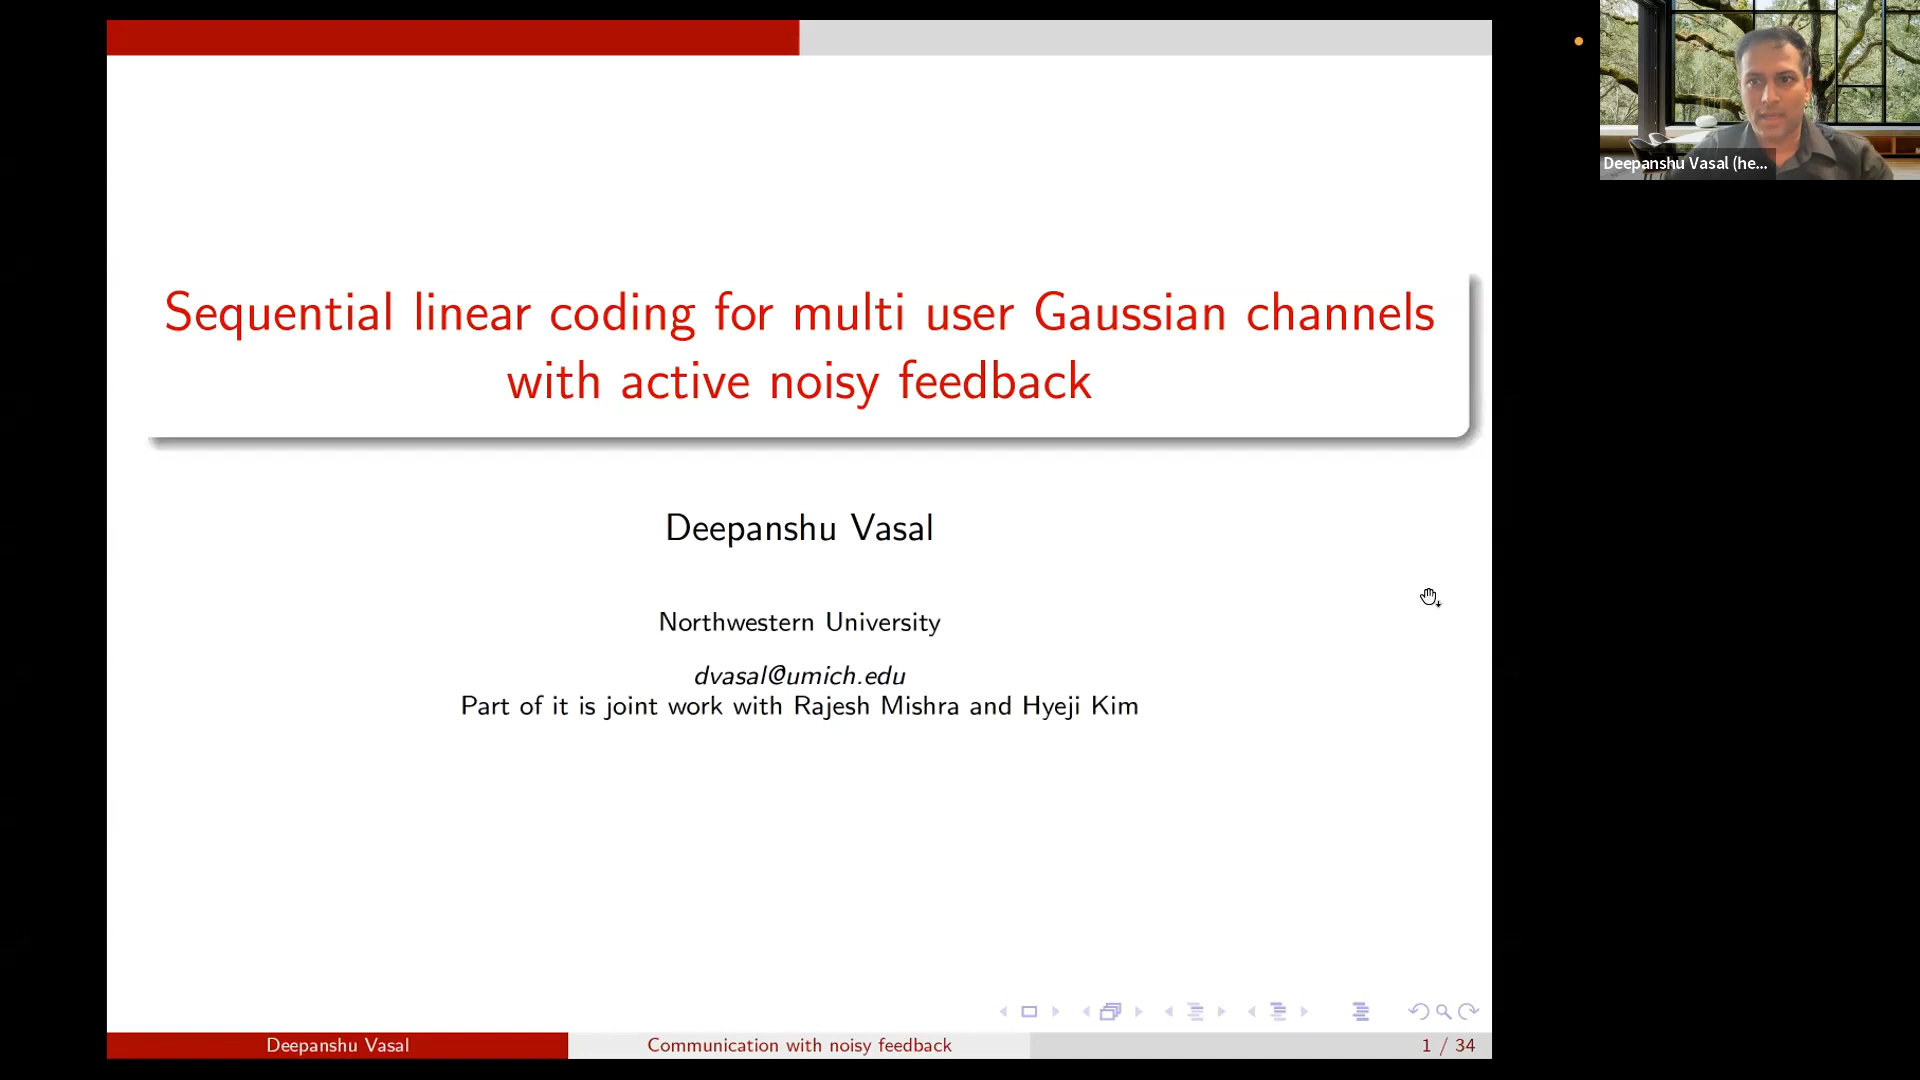 Deepanshu Vasal (he...
Sequential linear coding for multi user Gaussian channels
with active noisy feedback
Deepanshu Vasal
Northwestern University
dvasal@umich.edu
Part of it is joint work with Rajesh Mishra and Hyeji Kim
Deepanshu Vasal
Communication with noisy feedback
1 / 34